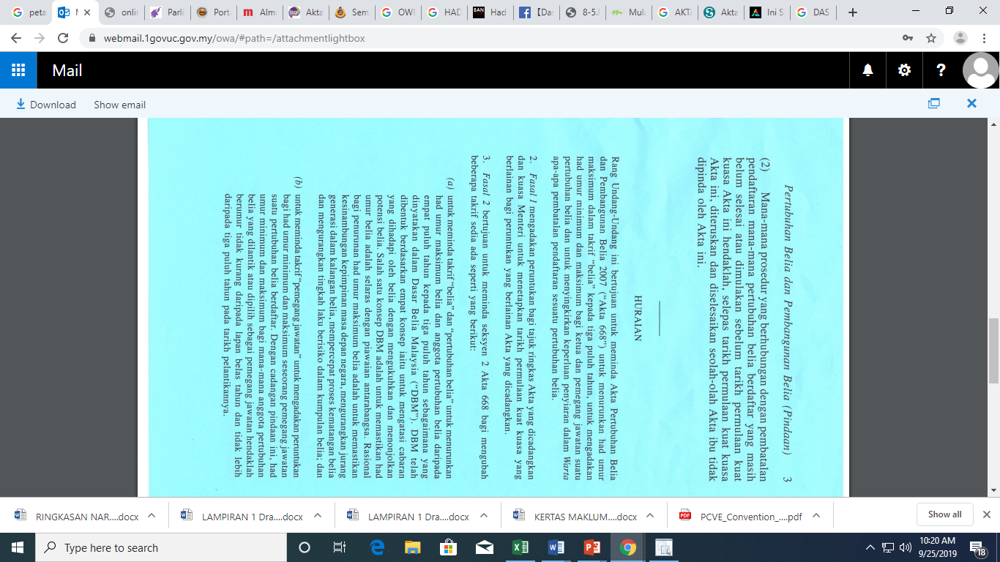 peta
M
onlin
Parli
Port
Alm
Akta
Sem
OWE
HAD
Had
【Da
8-5.
Mula
AKTA
Akta
Ini S
DAS
webmail.1govuc.gov.my/owa/#path=/attachmentlightbox
Mail
Download
Show email
Pertubuhan Belia dan Pembangunan Belia (Pindaan) 3
(2) Mana-mana prosedur yang berhubungan dengan pembatalan
pendaftaran mana-mana pertubuhan belia berdaftar yang masih
belum selesai atau dimulakan sebelum tarikh permulaan kuat
kuasa Akta ini hendaklah, selepas tarikh permulaan kuat kuasa
Akta ini, diteruskan dan diselesaikan seolah-olah Akta ibu tidak
dipinda oleh Akta ini.
HURAIAN
Rang Undang-Undang ini bertujuan untuk meminda Akta Pertubuhan Belia
dan Pembangunan Belia 2007 (“Akta 668”) untuk menurunkan had umur
maksimum dalam takrif “belia” kepada tiga puluh tahun, untuk mengadakan
had umur minimum dan maksimum bagi ketua dan pemegang jawatan suatu
pertubuhan belia dan untuk menyingkirkan keperluan penyiaran dalam Warta
apa-apa pembatalan pendaftaran sesuatu pertubuhan belia.
2. Fasal 1 mengadakan peruntukan bagi tajuk ringkas Akta yang dicadangkan
dan kuasa Menteri untuk menetapkan tarikh permulaan kuat kuasa yang
berlainan bagi peruntukan yang berlainan Akta yang dicadangkan.
3. Fasal 2 bertujuan untuk meminda seksyen 2 Akta 668 bagi mengubah
beberapa takrif sedia ada seperti yang berikut:
(a) untuk meminda takrif “belia” dan “pertubuhan belia” untuk menurunkan
had umur maksimum belia dan anggota pertubuhan belia daripada
empat puluh tahun kepada tiga puluh tahun sebagaimana yang
dinyatakan dalam Dasar Belia Malaysia (“DBM”). DBM telah
dibentuk berdasarkan empat konsep iaitu untuk mengatasi cabaran
yang dihadapi oleh belia dengan mengukuhkan dan menonjolkan
potensi belia. Salah satu konsep DBM adalah untuk memastikan had
umur belia adalah selaras dengan piawaian antarabangsa. Rasional
bagi penurunan had umur maksimum belia adalah untuk memastikan
kesinambungan kepimpinan masa depan negara, mengurangkan jurang
generasi dalam kalangan belia, mempercepat proses kematangan belia
dan mengurangkan tingkah laku berisiko dalam kumpulan belia; dan
(b) untuk meminda takrif “pemegang jawatan” untuk mengadakan peruntukan
bagi had umur minimum dan maksimum seseorang pemegang jawatan
suatu pertubuhan belia berdaftar. Dengan cadangan pindaan ini, had
umur minimum dan maksimum bagi mana-mana anggota pertubuhan
belia yang dilantik atau dipilih sebagai pemegang jawatan hendaklah
berumur tidak kurang daripada lapan belas tahun dan tidak lebih
daripada tiga puluh tahun pada tarikh pelantikannya.
RINGKASAN NAR....docx
LAMPIRAN 1 Dra....docx
LAMPIRAN 1 Dra....docx
KERTAS MAKLUM....docx
PCVE_Convention_....pdf
Show all
Type here to search
10:20 AM
9/25/2019
18